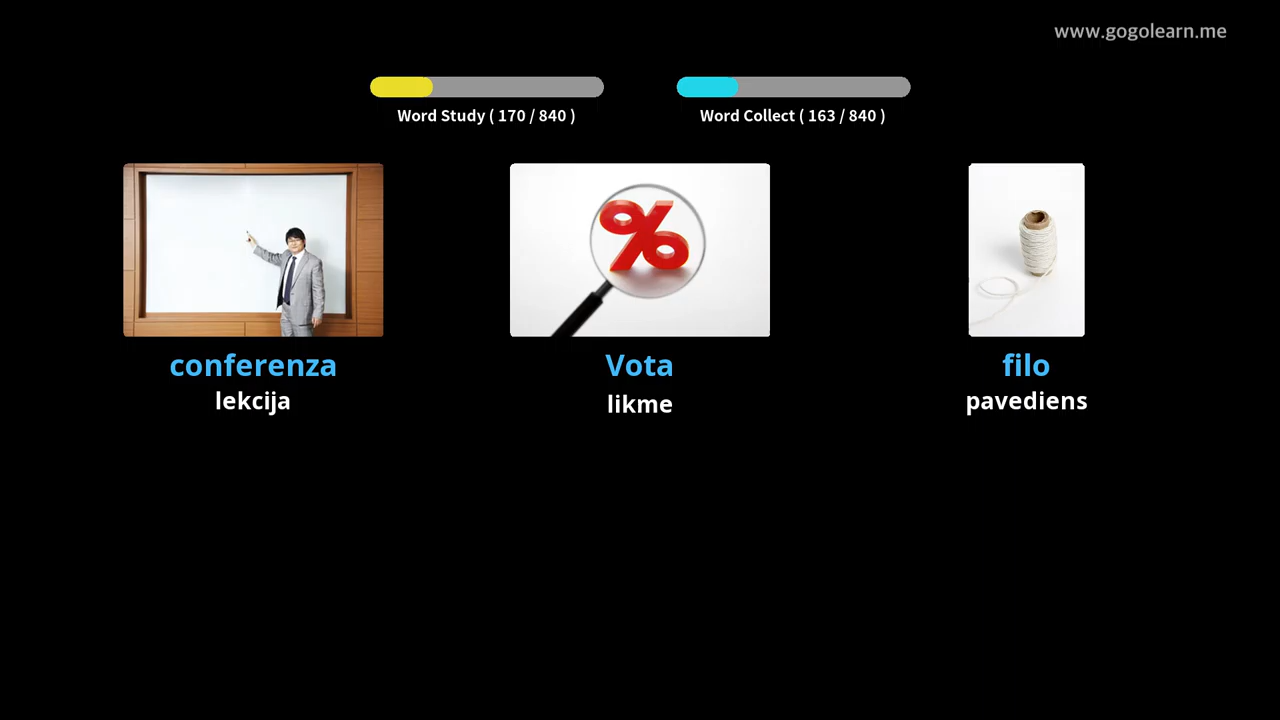 www.gogolearn.me
Word Study ( 170 / 840 )
Word Collect ( 163 / 840 )
conferenza
lekcija
Vota
likme
filo
pavediens